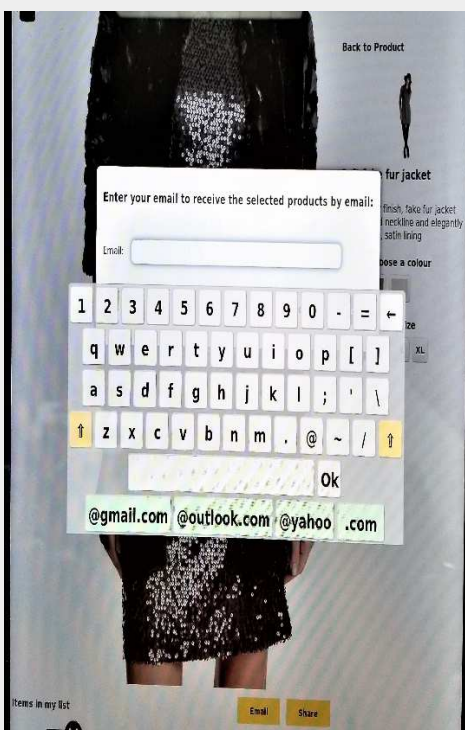 Back to Product
fur jacket
finish, fake fur jacket
neckline and elegantly
, satin lining
ose a colour
ze
XL
Enter your email to receive the selected products by email:
Email:
1 2 3 4 5 6 7 8 9 0 - = ←
q w e r t y u i o p [ ]
a s d f g h j k l ; ' \
⇧ z x c v b n m . @ ~ / ⇧
Ok
@gmail.com @outlook.com @yahoo .com
Items in my list
Email Share